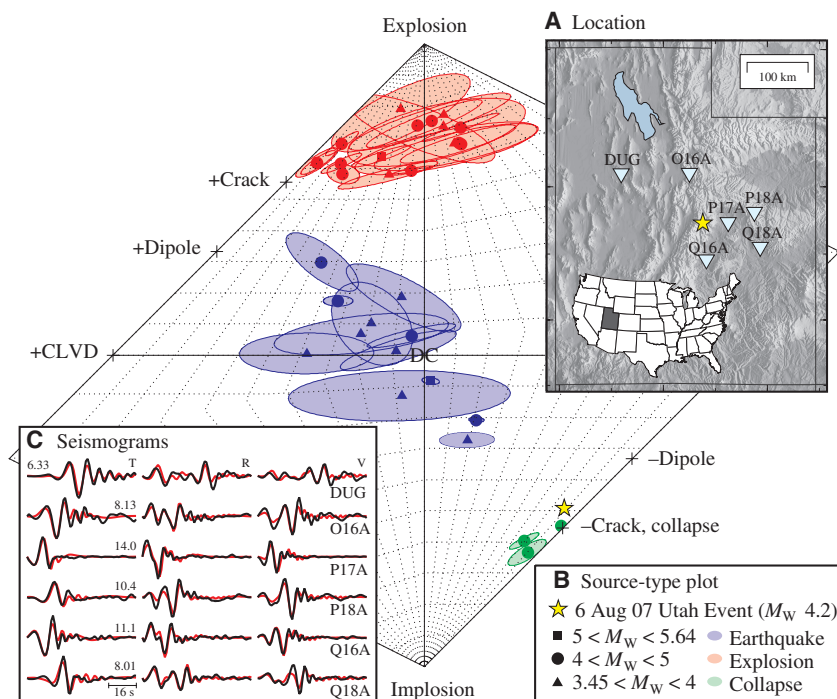 Explosion
+Crack
+Dipole
+CLVD
DC
–Dipole
–Crack, collapse
Implosion
A Location
100 km
DUG
O16A
P17A
P18A
Q18A
Q16A
C Seismograms
6.33 T R V
DUG
8.13
O16A
14.0
P17A
10.4
P18A
11.1
Q16A
8.01
16 s
Q18A
B Source-type plot
6 Aug 07 Utah Event (MW 4.2)
5 < MW < 5.64 Earthquake
4 < MW < 5 Explosion
3.45 < MW < 4 Collapse